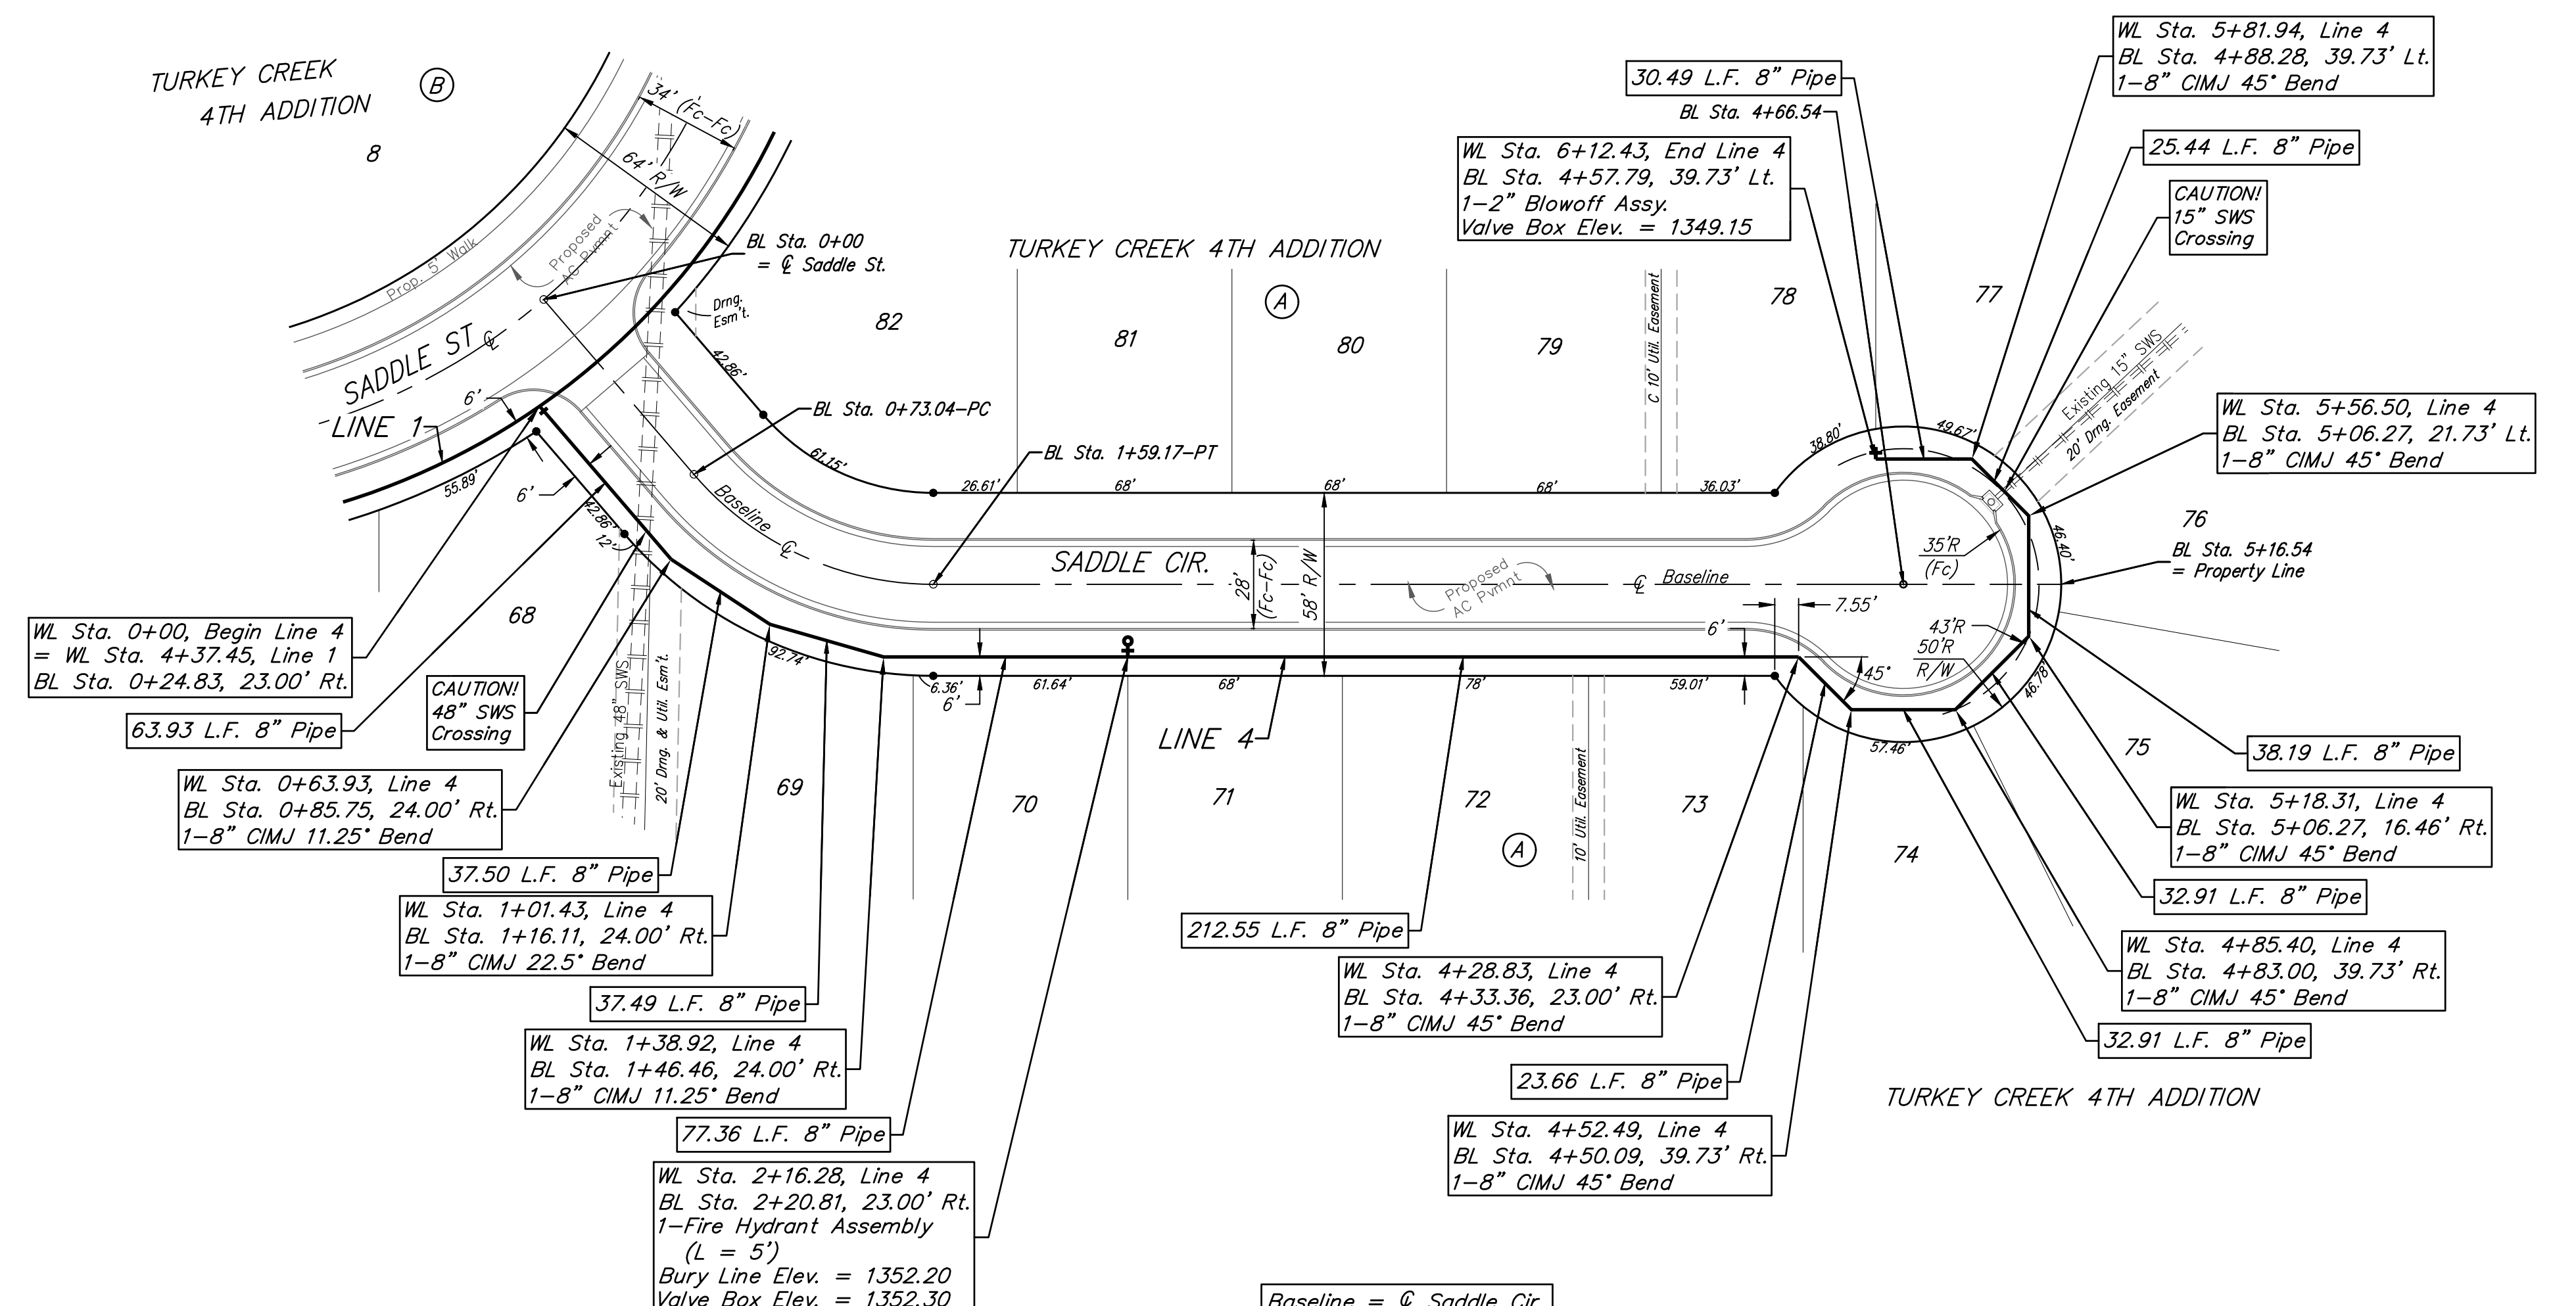 TURKEY CREEK
4TH ADDITION
B
8
34' (Fc-Fc)
64' R/W
Proposed
AC Pvmnt
Prop. 5' Walk
SADDLE ST ℄
LINE 1
6'
55.89'
BL Sta. 0+00
= ℄ Saddle St.
Drng.
Esm't.
42.86'
61.15'
BL Sta. 0+73.04-PC
Baseline
℄
BL Sta. 1+59.17-PT
6'
42.86'
12'
82
TURKEY CREEK 4TH ADDITION
A
81
80
79
78
77
76
℄ 10' Util. Easement
26.61'
68'
68'
68'
36.03'
38.80'
49.67'
46.40'
46.78'
57.46'
30.49 L.F. 8" Pipe
BL Sta. 4+66.54
WL Sta. 6+12.43, End Line 4
BL Sta. 4+57.79, 39.73' Lt.
1-2" Blowoff Assy.
Valve Box Elev. = 1349.15
WL Sta. 5+81.94, Line 4
BL Sta. 4+88.28, 39.73' Lt.
1-8" CIMJ 45° Bend
25.44 L.F. 8" Pipe
CAUTION!
15" SWS
Crossing
Existing 15" SWS
20' Drng. Easement
WL Sta. 5+56.50, Line 4
BL Sta. 5+06.27, 21.73' Lt.
1-8" CIMJ 45° Bend
BL Sta. 5+16.54
= Property Line
SADDLE CIR.
28'
(Fc-Fc)
58' R/W
Proposed
AC Pvmnt
℄ Baseline
7.55'
35'R
(Fc)
43'R
50'R
R/W
45°
6'
6'
92.74'
6.36'
61.64'
68'
78'
59.01'
LINE 4
68
69
70
71
72
73
74
75
A
10' Util. Easement
Existing 48" SWS
20' Drng. & Util. Esm't.
WL Sta. 0+00, Begin Line 4
= WL Sta. 4+37.45, Line 1
BL Sta. 0+24.83, 23.00' Rt.
63.93 L.F. 8" Pipe
CAUTION!
48" SWS
Crossing
WL Sta. 0+63.93, Line 4
BL Sta. 0+85.75, 24.00' Rt.
1-8" CIMJ 11.25° Bend
37.50 L.F. 8" Pipe
WL Sta. 1+01.43, Line 4
BL Sta. 1+16.11, 24.00' Rt.
1-8" CIMJ 22.5° Bend
37.49 L.F. 8" Pipe
WL Sta. 1+38.92, Line 4
BL Sta. 1+46.46, 24.00' Rt.
1-8" CIMJ 11.25° Bend
77.36 L.F. 8" Pipe
WL Sta. 2+16.28, Line 4
BL Sta. 2+20.81, 23.00' Rt.
1-Fire Hydrant Assembly
(L = 5')
Bury Line Elev. = 1352.20
Valve Box Elev. = 1352.30
212.55 L.F. 8" Pipe
WL Sta. 4+28.83, Line 4
BL Sta. 4+33.36, 23.00' Rt.
1-8" CIMJ 45° Bend
23.66 L.F. 8" Pipe
WL Sta. 4+52.49, Line 4
BL Sta. 4+50.09, 39.73' Rt.
1-8" CIMJ 45° Bend
38.19 L.F. 8" Pipe
WL Sta. 5+18.31, Line 4
BL Sta. 5+06.27, 16.46' Rt.
1-8" CIMJ 45° Bend
32.91 L.F. 8" Pipe
WL Sta. 4+85.40, Line 4
BL Sta. 4+83.00, 39.73' Rt.
1-8" CIMJ 45° Bend
32.91 L.F. 8" Pipe
TURKEY CREEK 4TH ADDITION
Baseline = ℄ Saddle Cir.